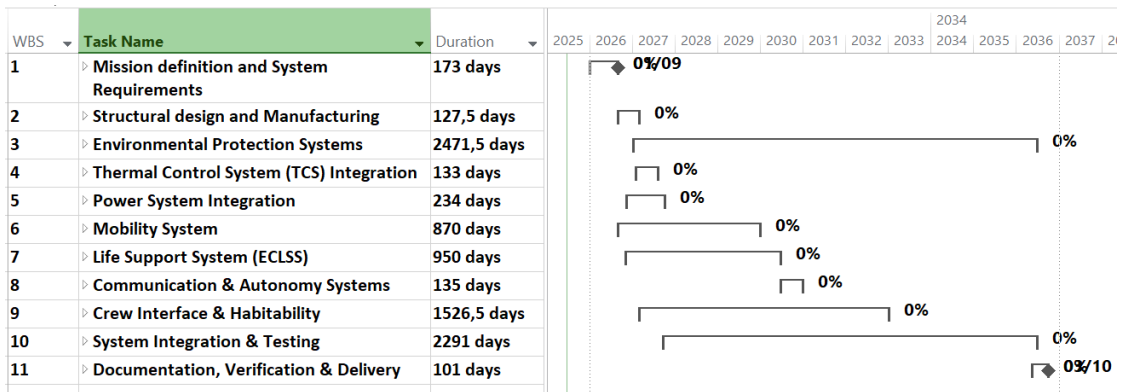 2034
WBS Task Name Duration 2025 2026 2027 2028 2029 2030 2031 2032 2033 2034 2035 2036 2037
1 Mission definition and System 173 days
Requirements
2 Structural design and Manufacturing 127,5 days 0%
3 Environmental Protection Systems 2471,5 days 0%
4 Thermal Control System (TCS) Integration 133 days 0%
5 Power System Integration 234 days 0%
6 Mobility System 870 days 0%
7 Life Support System (ECLSS) 950 days 0%
8 Communication & Autonomy Systems 135 days 0%
9 Crew Interface & Habitability 1526,5 days 0%
10 System Integration & Testing 2291 days 0%
11 Documentation, Verification & Delivery 101 days